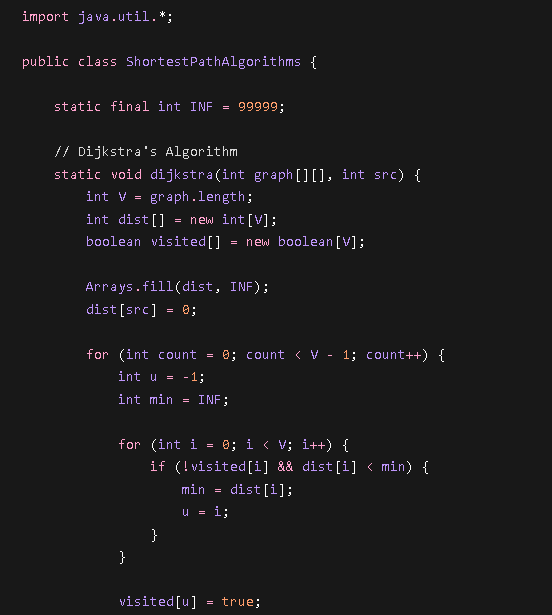 import java.util.*;
public class ShortestPathAlgorithms {
static final int INF = 99999;
// Dijkstra's Algorithm
static void dijkstra(int graph[][], int src) {
int V = graph.length;
int dist[] = new int[V];
boolean visited[] = new boolean[V];
Arrays.fill(dist, INF);
dist[src] = 0;
for (int count = 0; count < V - 1; count++) {
int u = -1;
int min = INF;
for (int i = 0; i < V; i++) {
if (!visited[i] && dist[i] < min) {
min = dist[i];
u = i;
}
}
visited[u] = true;